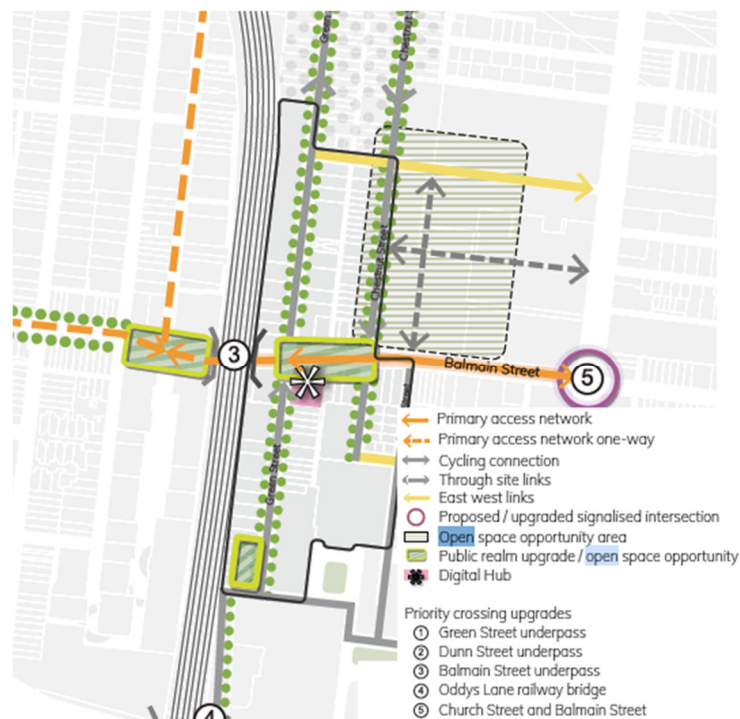 Green
Chestnut
Chestnut Street
3
Balmain Street
5
Street
Green Street
4
Primary access network
Primary access network one-way
Cycling connection
Through site links
East west links
Proposed / upgraded signalised intersection
Open space opportunity area
Public realm upgrade / open space opportunity
Digital Hub
Priority crossing upgrades
1 Green Street underpass
2 Dunn Street underpass
3 Balmain Street underpass
4 Oddys Lane railway bridge
5 Church Street and Balmain Street